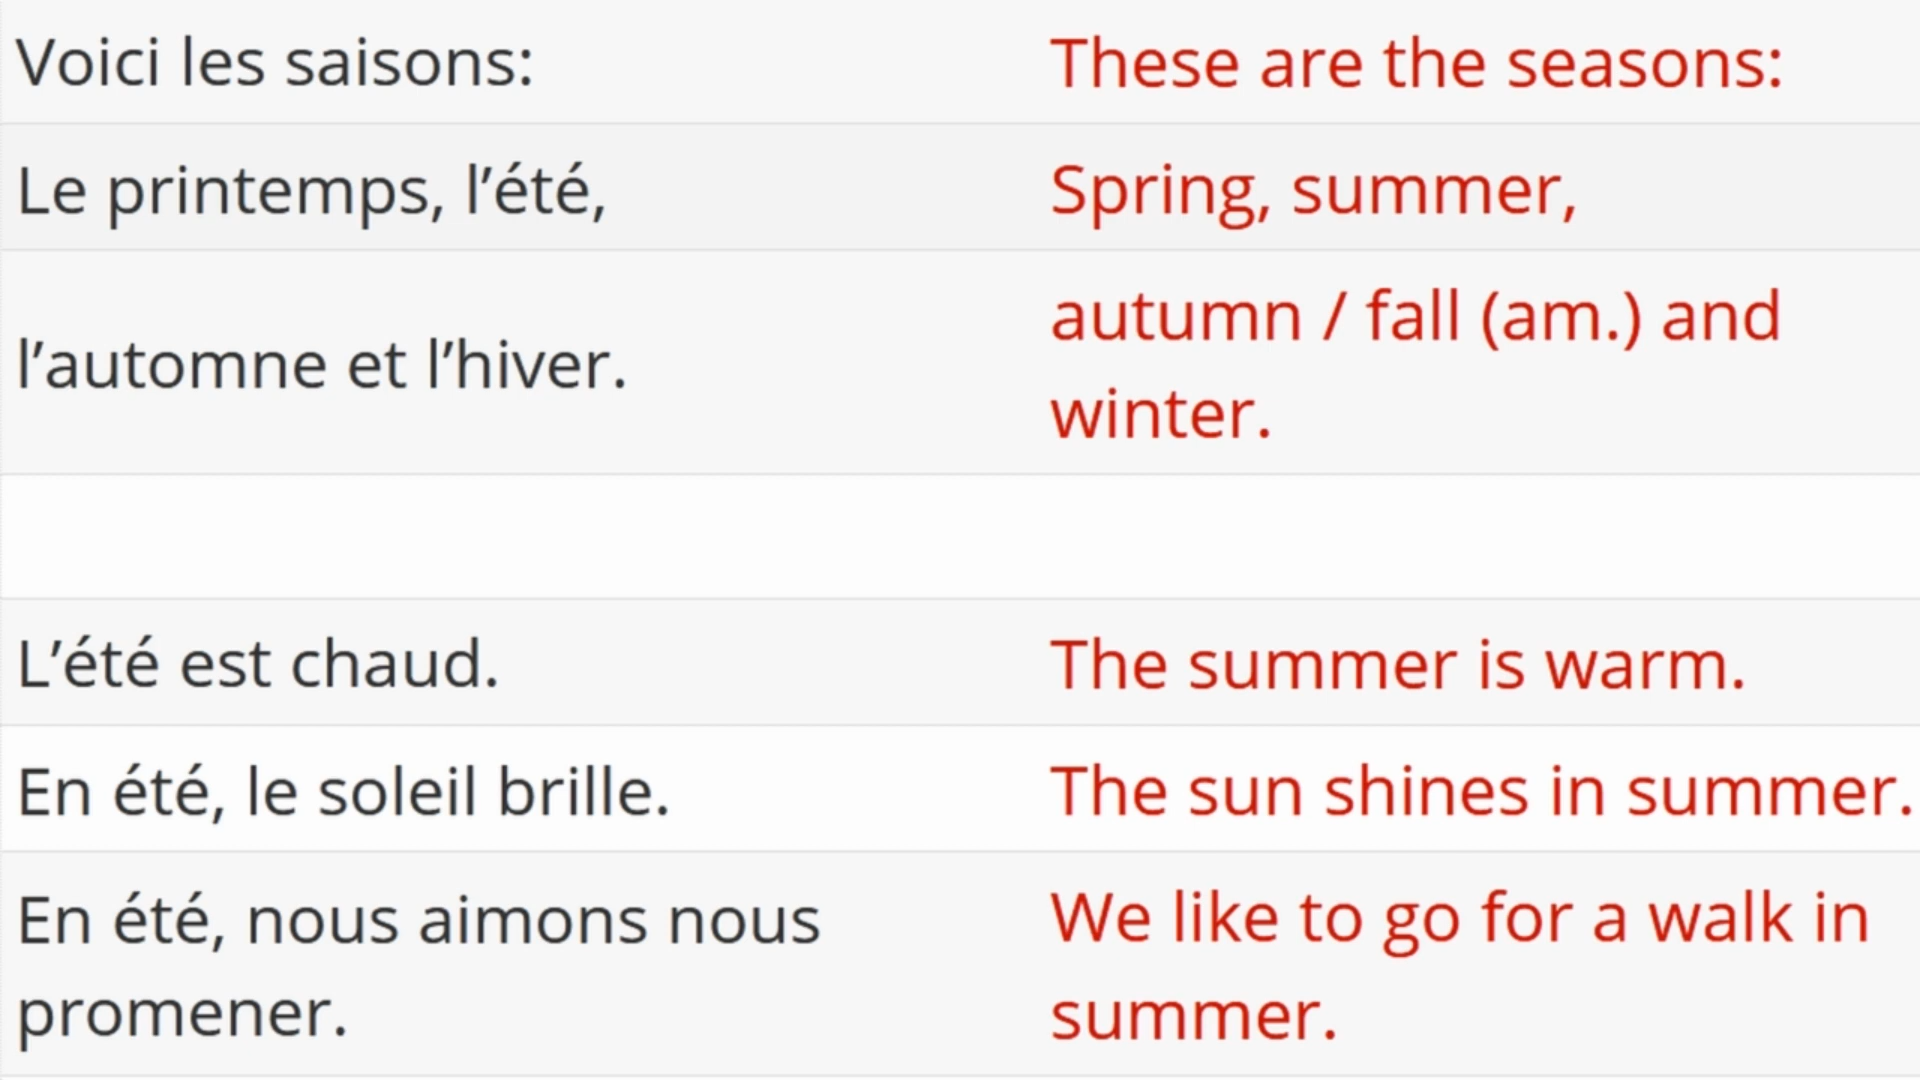 Voici les saisons:
These are the seasons:
Le printemps, l’été,
Spring, summer,
l’automne et l’hiver.
autumn / fall (am.) and
winter.
L’été est chaud.
The summer is warm.
En été, le soleil brille.
The sun shines in summer.
En été, nous aimons nous
promener.
We like to go for a walk in
summer.